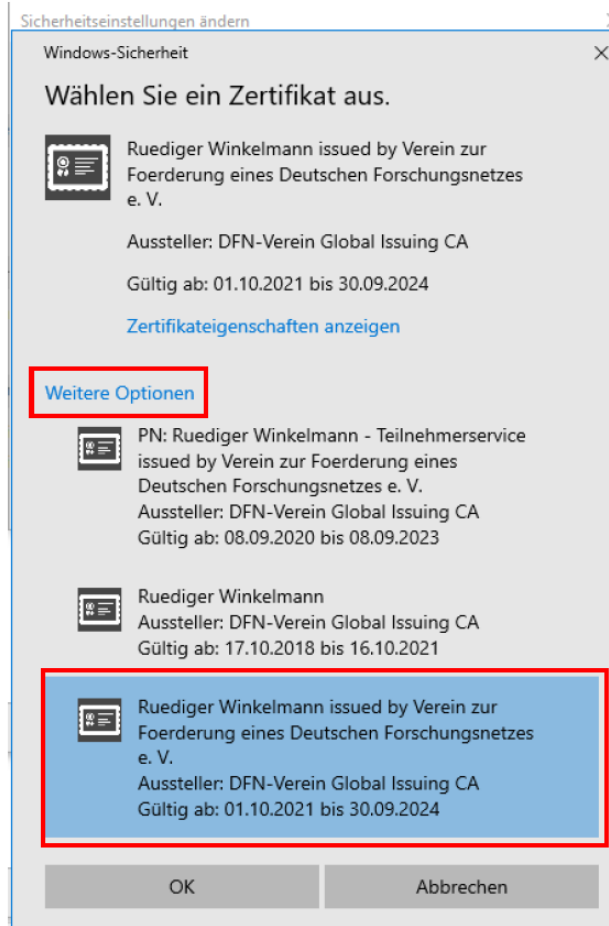 Sicherheitseinstellungen ändern
Windows-Sicherheit
Wählen Sie ein Zertifikat aus.
Ruediger Winkelmann issued by Verein zur
Foerderung eines Deutschen Forschungsnetzes
e. V.
Aussteller: DFN-Verein Global Issuing CA
Gültig ab: 01.10.2021 bis 30.09.2024
Zertifikateigenschaften anzeigen
Weitere Optionen
PN: Ruediger Winkelmann - Teilnehmerservice
issued by Verein zur Foerderung eines
Deutschen Forschungsnetzes e. V.
Aussteller: DFN-Verein Global Issuing CA
Gültig ab: 08.09.2020 bis 08.09.2023
Ruediger Winkelmann
Aussteller: DFN-Verein Global Issuing CA
Gültig ab: 17.10.2018 bis 16.10.2021
Ruediger Winkelmann issued by Verein zur
Foerderung eines Deutschen Forschungsnetzes
e. V.
Aussteller: DFN-Verein Global Issuing CA
Gültig ab: 01.10.2021 bis 30.09.2024
OK
Abbrechen